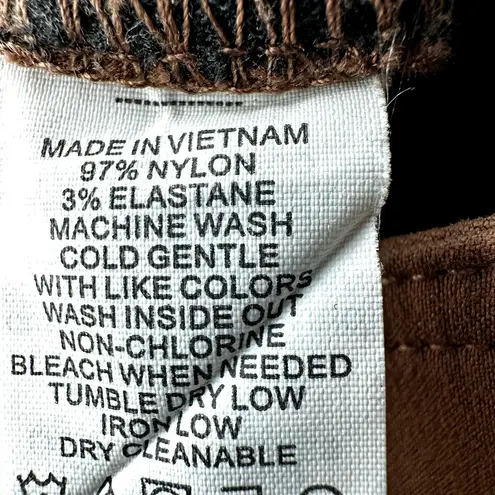 MADE IN VIETNAM
97% NYLON
3% ELASTANE
MACHINE WASH
COLD GENTLE
WITH LIKE COLORS
WASH INSIDE OUT
NON-CHLORINE
BLEACH WHEN NEEDED
TUMBLE DRY LOW
IRON LOW
DRY CLEANABLE